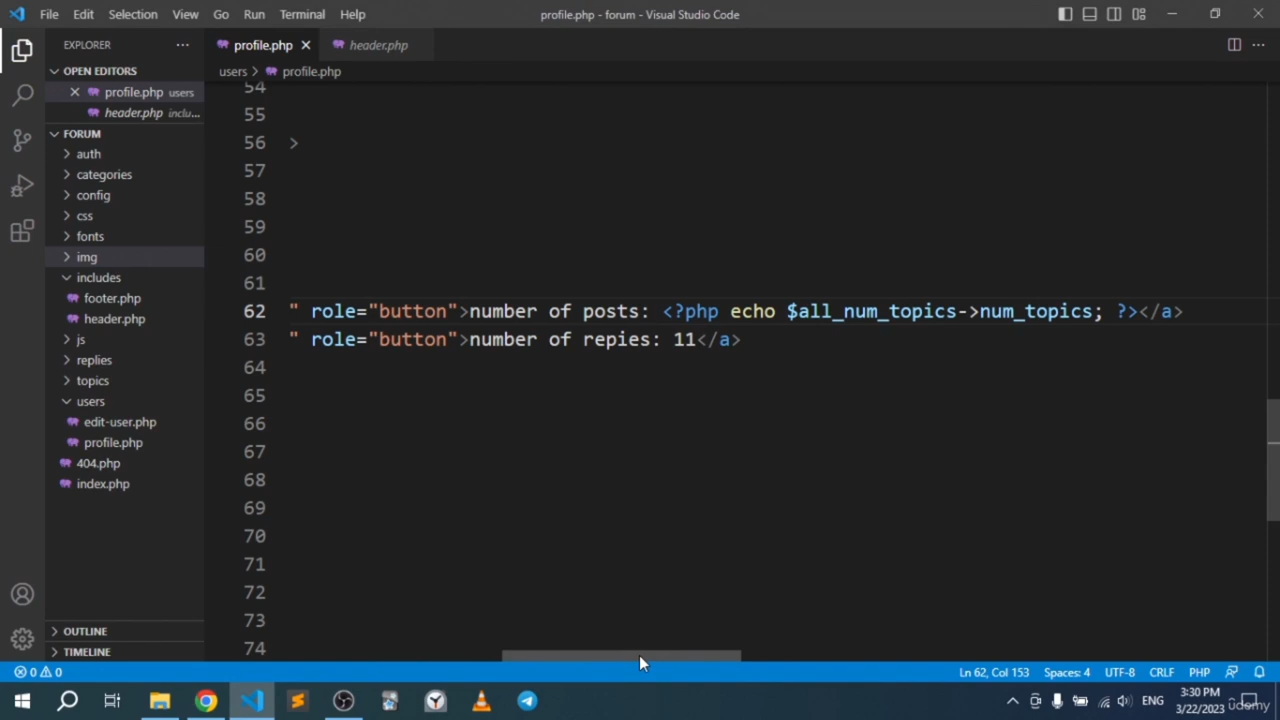 File Edit Selection View Go Run Terminal Help profile.php - forum - Visual Studio Code
EXPLORER
profile.php
header.php
OPEN EDITORS
users profile.php
profile.php users
header.php inclu...
FORUM
auth
categories
config
css
fonts
img
includes
footer.php
header.php
js
replies
topics
users
edit-user.php
profile.php
404.php
index.php
OUTLINE
TIMELINE
54
55
56 >
57
58
59
60
61
62 " role="button">number of posts: <?php echo $all_num_topics->num_topics; ?></a>
63 " role="button">number of repies: 11</a>
64
65
66
67
68
69
70
71
72
73
74
0 0
Ln 62, Col 153 Spaces: 4 UTF-8 CRLF PHP
ENG
3:30 PM
3/22/2023
udemy